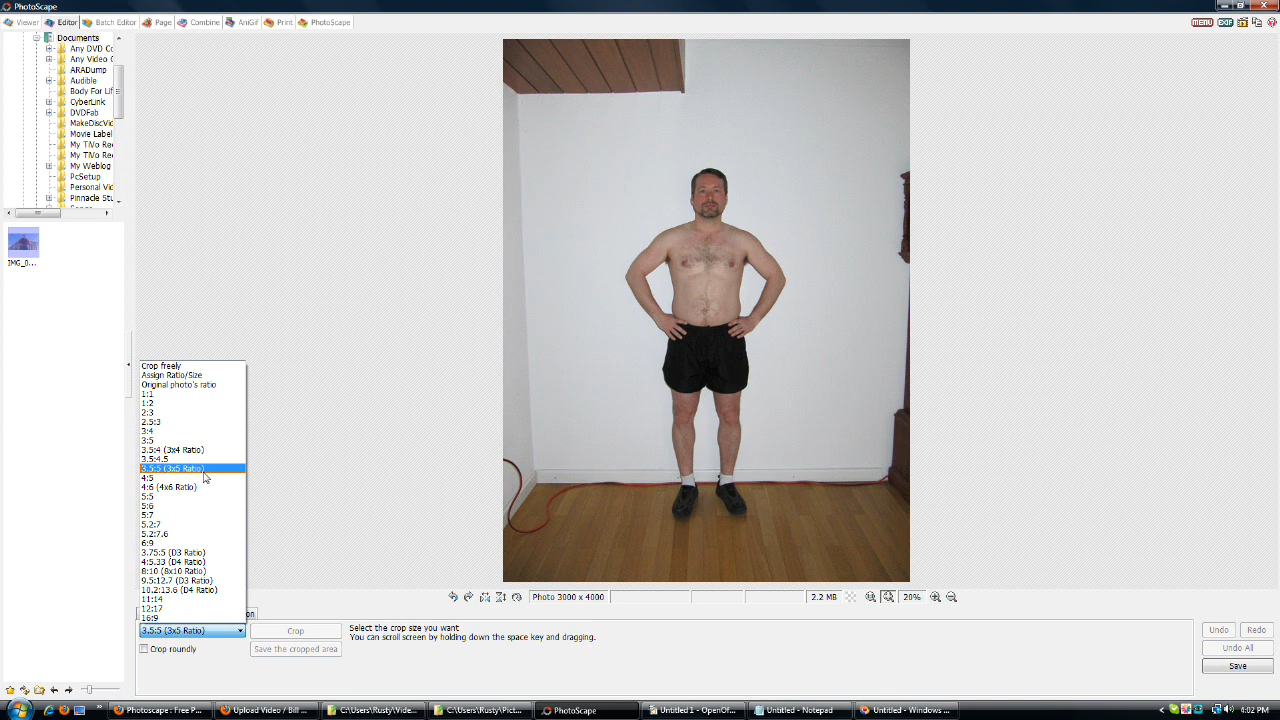 PhotoScape
Viewer Editor Batch Editor Page Combine AniGif Print PhotoScape MENU EXIF
Documents
Any DVD Co
Any Video C
ARADump
Audible
Body For Lif
CyberLink
DVDFab
MakeDiscVid
Movie Label
My TiVo Rec
My TiVo Rec
My Weblog
PcSetup
Personal Vid
Pinnacle Stu
IMG_0...
Crop freely
Assign Ratio/Size
Original photo's ratio
1:1
1:2
2:3
2.5:3
3:4
3:5
3.5:4 (3x4 Ratio)
3.5:4.5
3.5:5 (3x5 Ratio)
4:5
4:6 (4x6 Ratio)
5:5
5:6
5:7
5.2:7
5.2:7.6
6:9
3.75:5 (D3 Ratio)
4:5.33 (D4 Ratio)
8:10 (8x10 Ratio)
9.5:12.7 (D3 Ratio)
10.2:13.6 (D4 Ratio)
11:14
12:17
16:9
Photo 3000 x 4000 2.2 MB 20%
on
3.5:5 (3x5 Ratio) Crop Select the crop size you want Undo Redo
You can scroll screen by holding down the space key and dragging.
Crop roundly Save the cropped area Undo All
Save
Photoscape : Free P... Upload Video / Bill ... C:\Users\Rusty\Vide... C:\Users\Rusty\Pict... PhotoScape Untitled 1 - OpenOf... Untitled - Notepad Untitled - Windows ... 4:02 PM